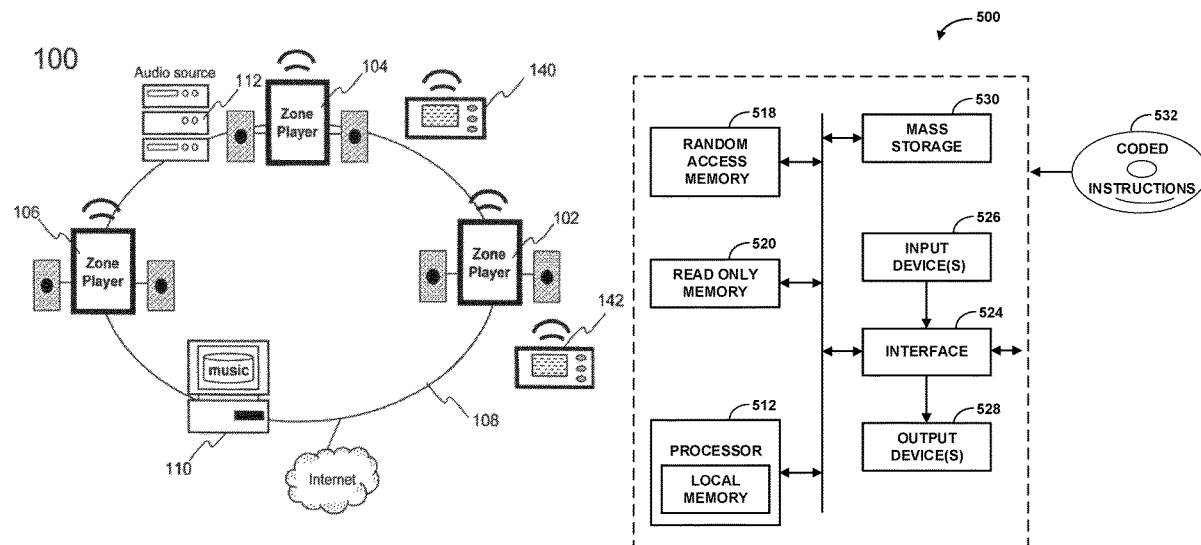 100
Audio source
112
104
Zone
Player
140
106
Zone
Player
102
Zone
Player
142
music
110
108
Internet
500
518
RANDOM
ACCESS
MEMORY
530
MASS
STORAGE
532
CODED
INSTRUCTIONS
520
READ ONLY
MEMORY
526
INPUT
DEVICE(S)
524
INTERFACE
512
PROCESSOR
LOCAL
MEMORY
528
OUTPUT
DEVICE(S)